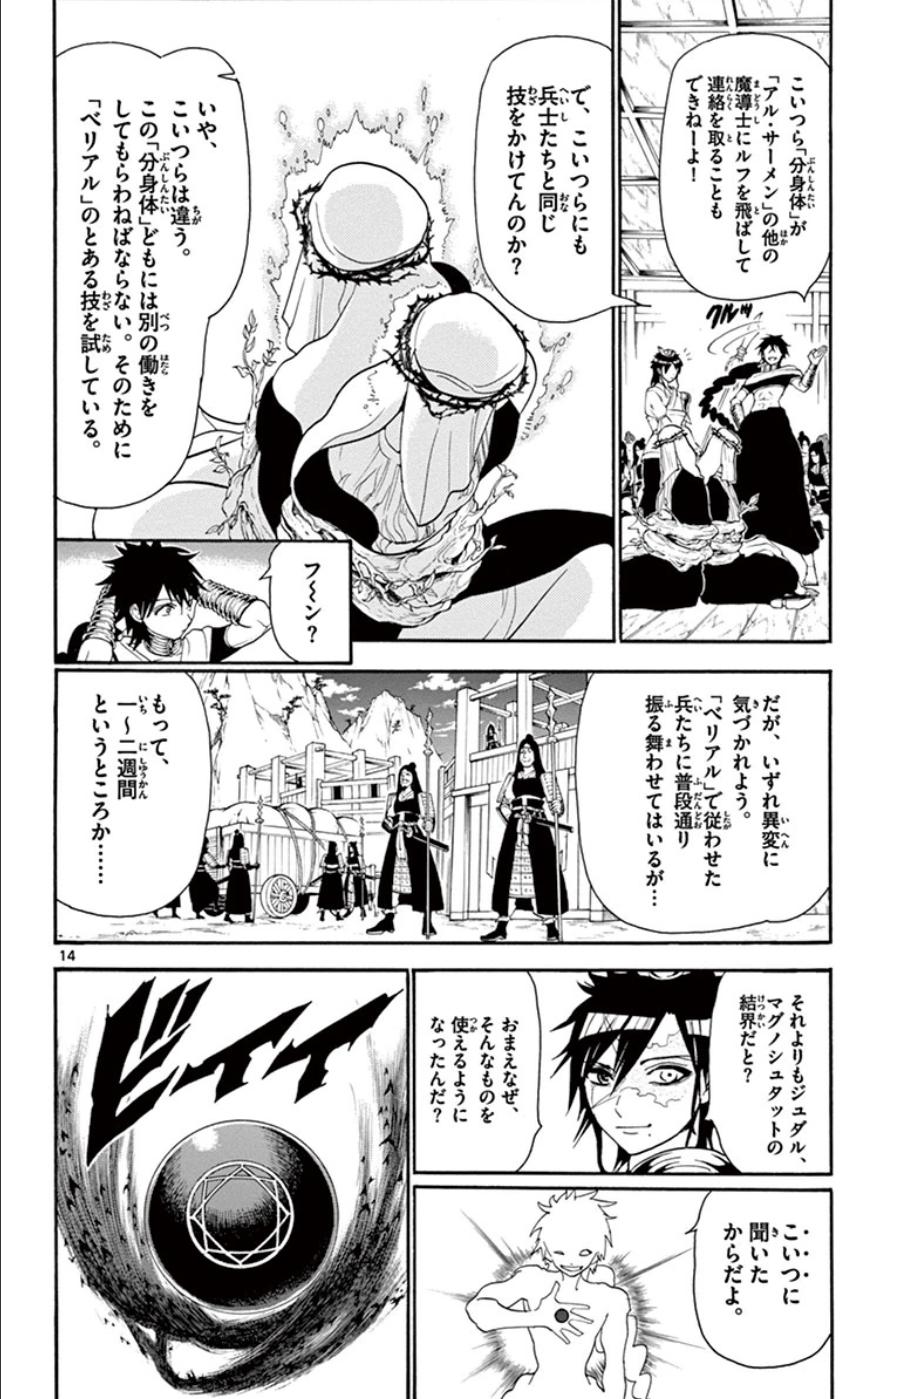 こいつら「分身体」が
「アル・サーメン」の他の
魔導士にルフを飛ばして
連絡を取ることも
できねーよ！
クルッ
で、こいつらにも
兵士たちと同じ
技をかけてんのか？
いや、
こいつらは違う。
この「分身体」どもには別の働きを
してもらわねばならない。そのために
「ベリアル」のとある技を試している。
フ〜ン？
だが、いずれ異変に
気づかれよう。
「ベリアル」で従わせた
兵たちに普段通り
振る舞わせてはいるが…
もって、
一〜二週間
というところか……
14
それよりもジュダル、
マグノシュタットの
結界だと？
おまえなぜ、
そんなものを
使えるように
なったんだ？
こいつに
聞いた
からだよ。
ビイイ